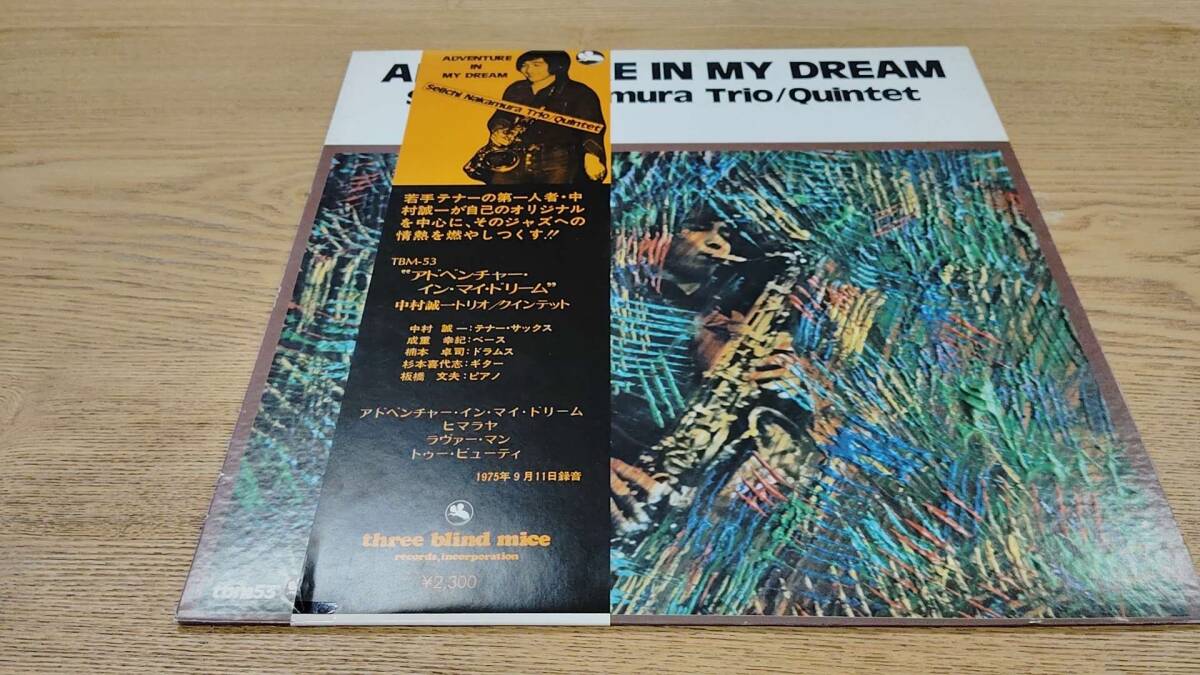 ADVENTURE
IN
MY DREAM
Seiichi Nakamura Trio/Quintet
若手テナーの第一人者・中
村誠一が自己のオリジナル
を中心に、そのジャズへの
情熱を燃やしつくす!!
TBM-53
"アドベンチャー・
イン・マイ・ドリーム"
中村誠一トリオ/クインテット
中村 誠一:テナー・サックス
成重 幸紀:ベース
楠本 卓司:ドラムス
杉本喜代志:ギター
板橋 文夫:ピアノ
アドベンチャー・イン・マイ・ドリーム
ヒマラヤ
ラヴァー・マン
トゥー・ビューティ
1975年9月11日録音
three blind mice
records, incorporation
¥2,300
A E IN MY DREAM
S mura Trio/Quintet
tbm53